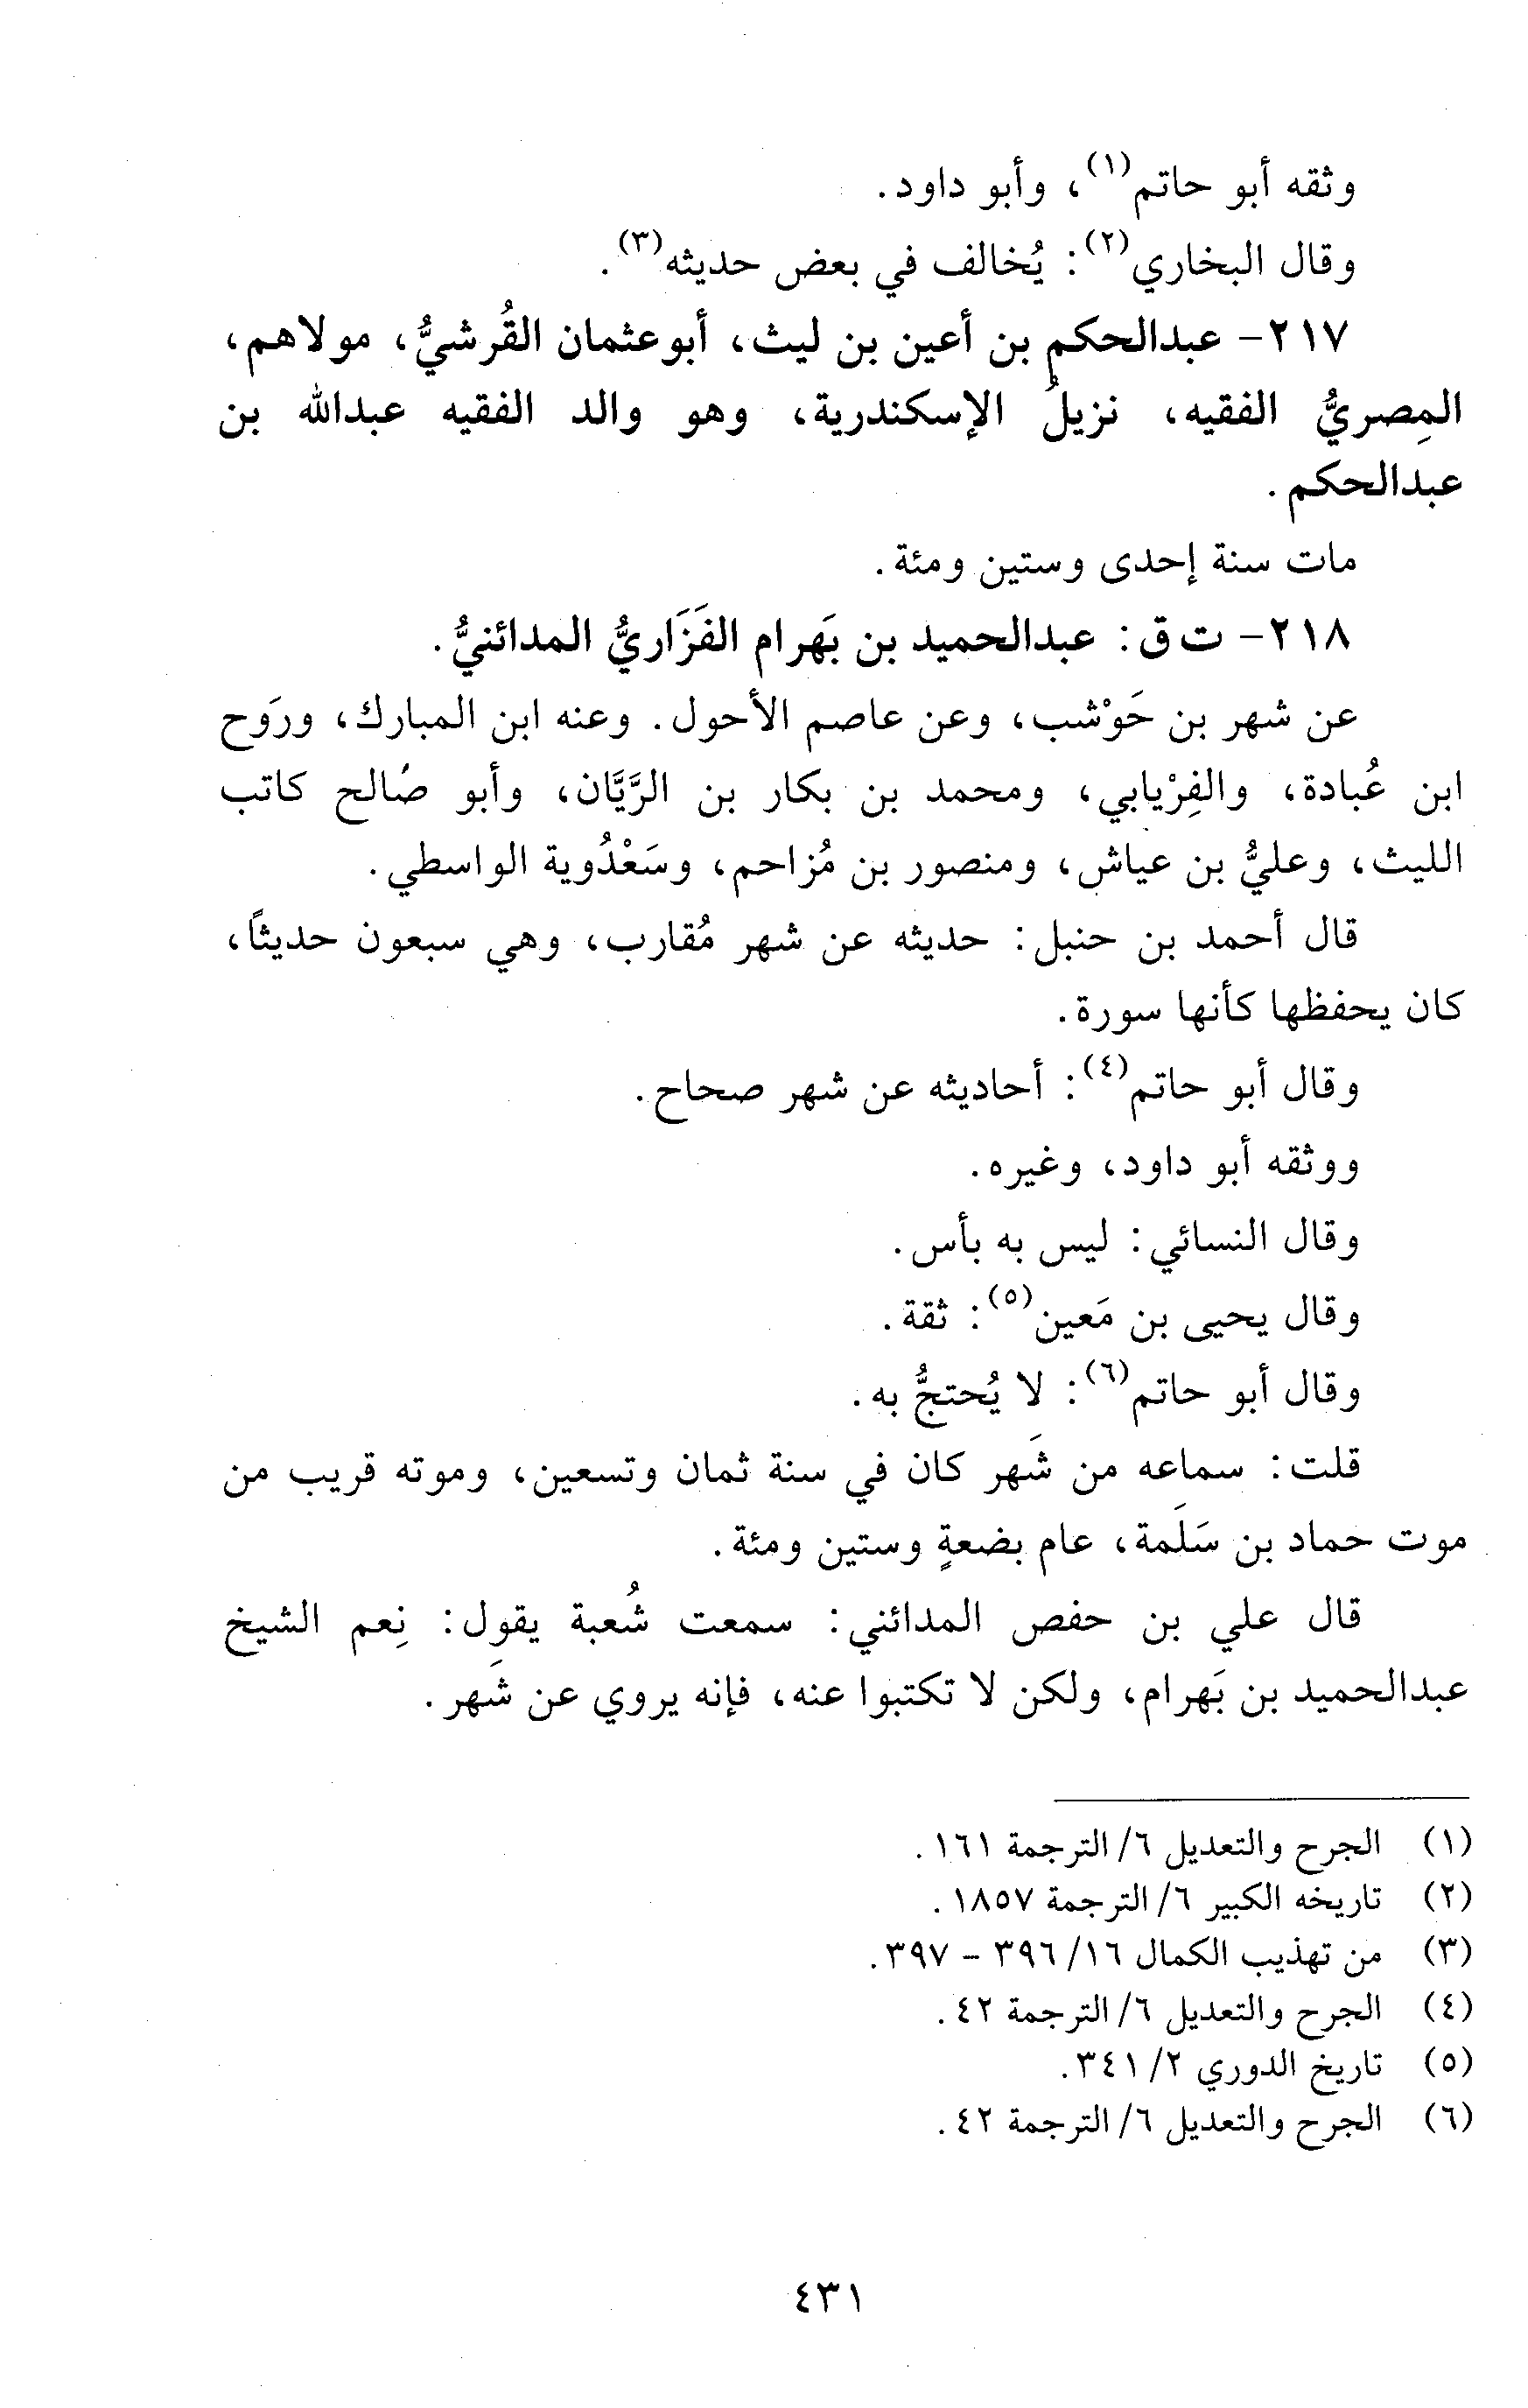 وثقه أبو حاتم(١)، وأبو داود.
وقال البخاري(٢): يُخالف في بعض حديثه(٣).
٢١٧- عبدالحكم بن أعين بن ليث، أبوعثمان القُرشيُّ، مولاهم،
المِصريُّ الفقيه، نزيلُ الإسكندرية، وهو والد الفقيه عبدالله بن
عبدالحكم.
مات سنة إحدى وستين ومئة.
٢١٨- ت ق: عبدالحميد بن بَهرام الفَزَاريُّ المدائنيُّ.
عن شهر بن حَوْشب، وعن عاصم الأحول. وعنه ابن المبارك، ورَوح
ابن عُبادة، والفِرْيابي، ومحمد بن بكار بن الرَّيَّان، وأبو صالح كاتب
الليث، وعليُّ بن عياش، ومنصور بن مُزاحم، وسَعْدُوية الواسطي.
قال أحمد بن حنبل: حديثه عن شهر مُقارب، وهي سبعون حديثاً،
كان يحفظها كأنها سورة.
وقال أبو حاتم(٤): أحاديثه عن شهر صحاح.
ووثقه أبو داود، وغيره.
وقال النسائي: ليس به بأس.
وقال يحيى بن مَعين(٥): ثقة.
وقال أبو حاتم(٦): لا يُحتجُّ به.
قلت: سماعه من شَهر كان في سنة ثمان وتسعين، وموته قريب من
موت حماد بن سَلَمة، عام بضعةٍ وستين ومئة.
قال علي بن حفص المدائني: سمعت شُعبة يقول: نِعم الشيخ
عبدالحميد بن بَهرام، ولكن لا تكتبوا عنه، فإنه يروي عن شَهر.
(١) الجرح والتعديل ٦/ الترجمة ١٦١.
(٢) تاريخه الكبير ٦/ الترجمة ١٨٥٧.
(٣) من تهذيب الكمال ١٦/ ٣٩٦ - ٣٩٧.
(٤) الجرح والتعديل ٦/ الترجمة ٤٢.
(٥) تاريخ الدوري ٢/ ٣٤١.
(٦) الجرح والتعديل ٦/ الترجمة ٤٢.
٤٣١